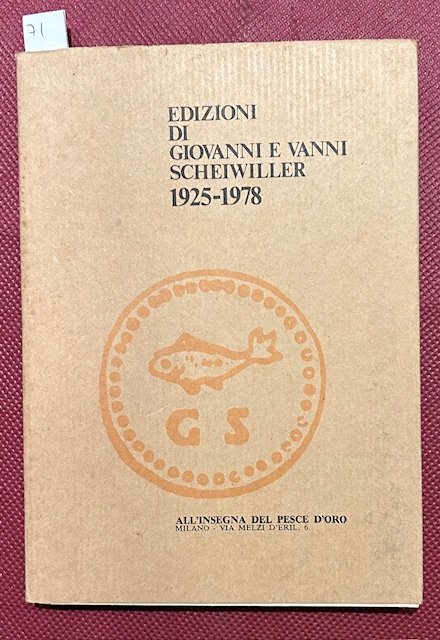 71
EDIZIONI
DI
GIOVANNI E VANNI
SCHEIWILLER
1925-1978
G S
ALL'INSEGNA DEL PESCE D'ORO
MILANO - VIA MELZI D'ERIL, 6